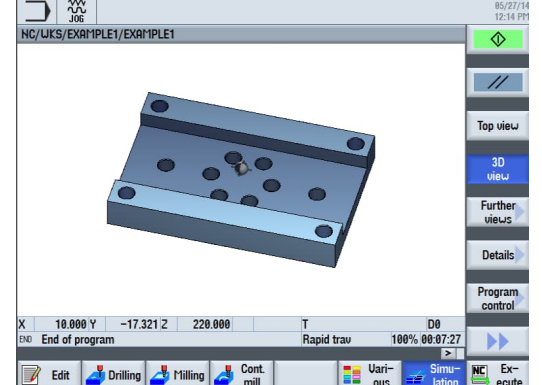 05/27/14
JOG
12:14 PM
NC/WKS/EXAMPLE1/EXAMPLE1
Top view
3D
view
Further
views
Details
Program
control
X 10.000 Y -17.321 Z 220.000 T D0
END End of program Rapid trav 100% 00:07:27
>
Edit Drilling Milling Cont.
mill Vari-
ous Simu-
lation NC Ex-
ecute